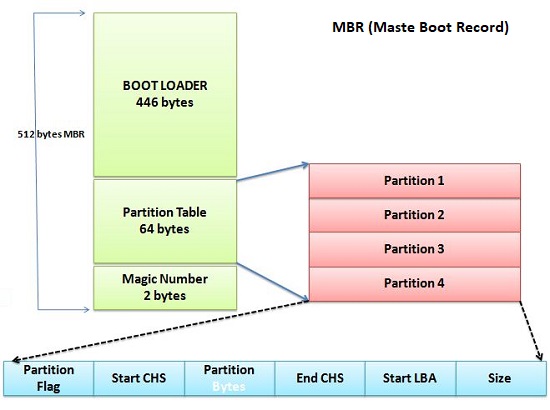 MBR (Maste Boot Record)
BOOT LOADER
446 bytes
512 bytes MBR
Partition 1
Partition 2
Partition Table
64 bytes
Partition 3
Magic Number
2 bytes
Partition 4
Partition
Flag
Start CHS
Partition
Bytes
End CHS
Start LBA
Size